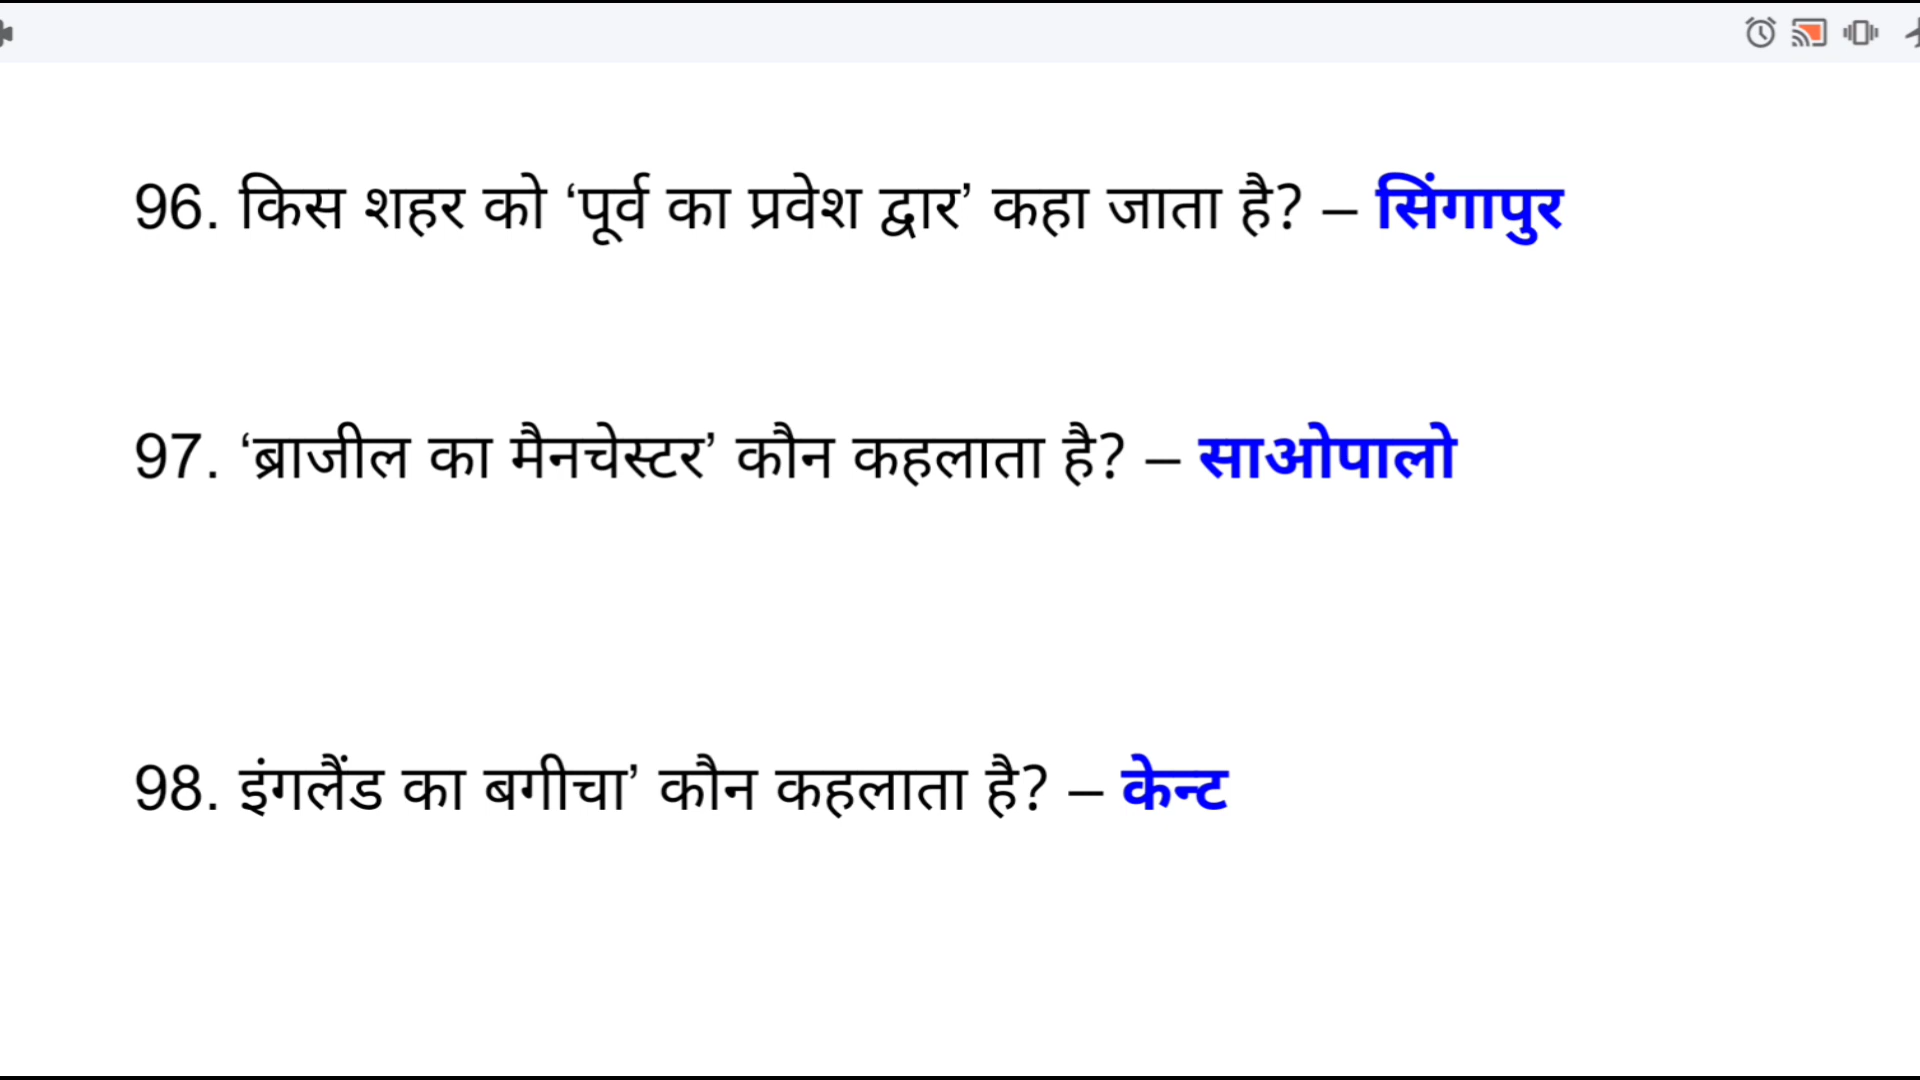 96. किस शहर को ‘पूर्व का प्रवेश द्वार’ कहा जाता है? – सिंगापुर
97. ‘ब्राजील का मैनचेस्टर’ कौन कहलाता है? – साओपालो
98. इंगलैंड का बगीचा’ कौन कहलाता है? – केन्ट